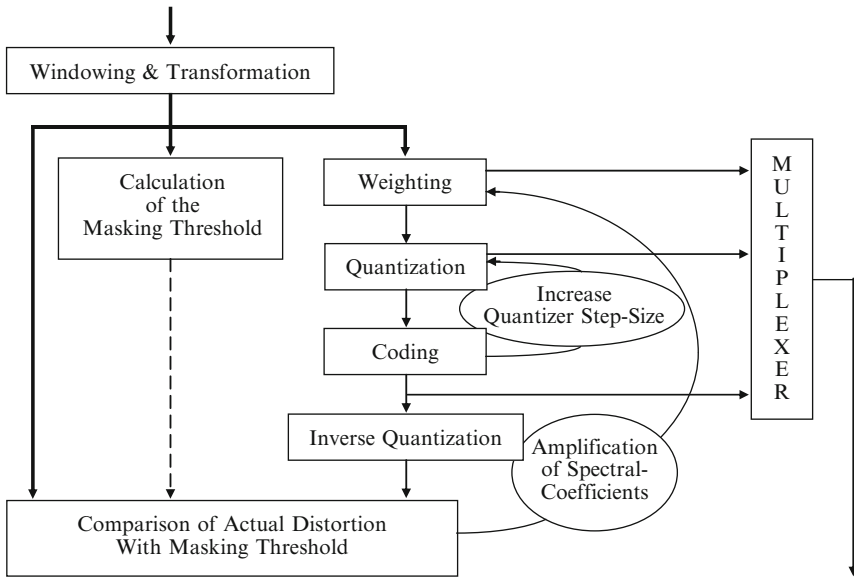 Windowing & Transformation
Calculation
of the
Masking Threshold
Weighting
Quantization
Increase
Quantizer Step-Size
Coding
Inverse Quantization
Amplification
of Spectral-
Coefficients
Comparison of Actual Distortion
With Masking Threshold
M
U
L
T
I
P
L
E
X
E
R